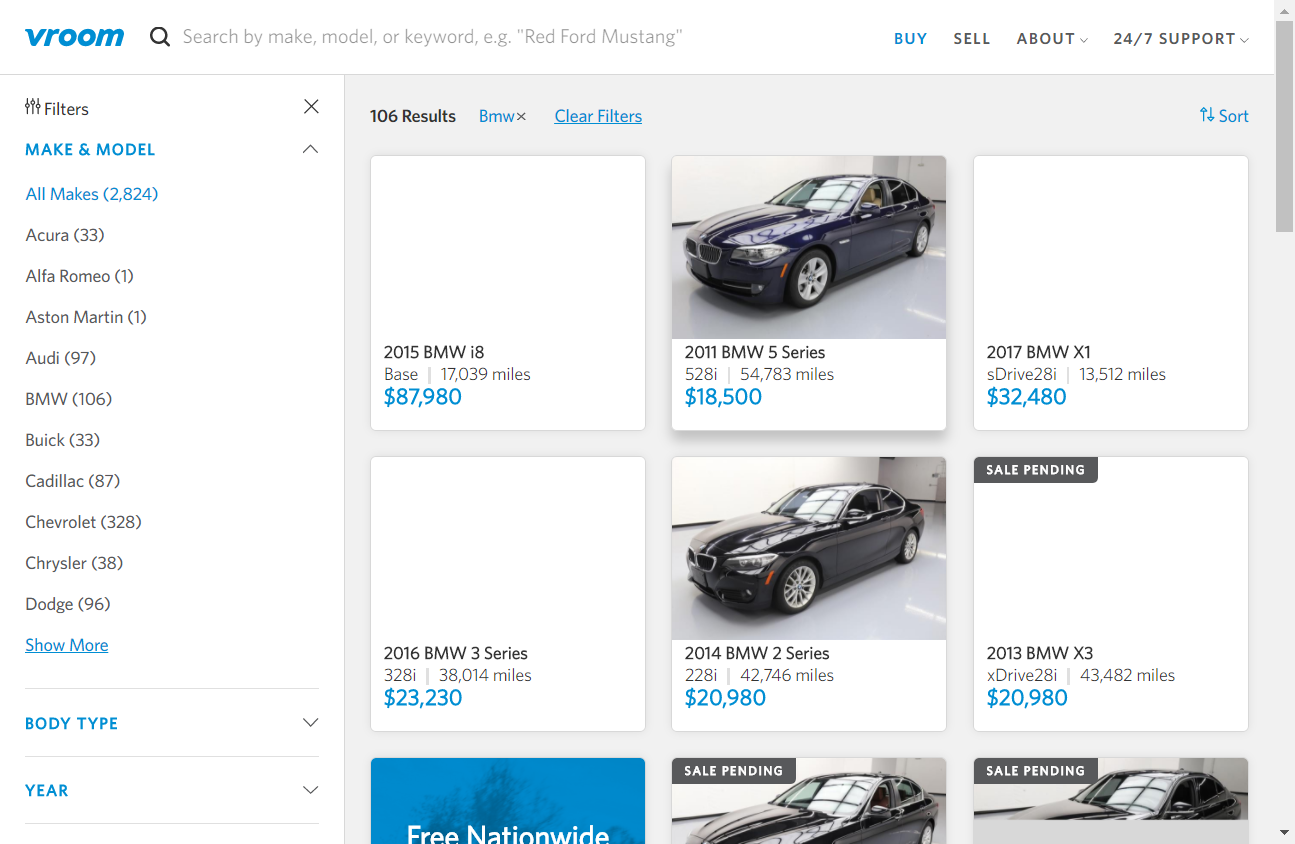 vroom
Search by make, model, or keyword, e.g. "Red Ford Mustang"
BUY
SELL
ABOUT
24/7 SUPPORT
Filters
MAKE & MODEL
All Makes (2,824)
Acura (33)
Alfa Romeo (1)
Aston Martin (1)
Audi (97)
BMW (106)
Buick (33)
Cadillac (87)
Chevrolet (328)
Chrysler (38)
Dodge (96)
Show More
BODY TYPE
YEAR
106 Results
Bmw×
Clear Filters
Sort
2015 BMW i8
Base | 17,039 miles
$87,980
2011 BMW 5 Series
528i | 54,783 miles
$18,500
2017 BMW X1
sDrive28i | 13,512 miles
$32,480
2016 BMW 3 Series
328i | 38,014 miles
$23,230
2014 BMW 2 Series
228i | 42,746 miles
$20,980
SALE PENDING
2013 BMW X3
xDrive28i | 43,482 miles
$20,980
Free Nationwide
SALE PENDING
SALE PENDING